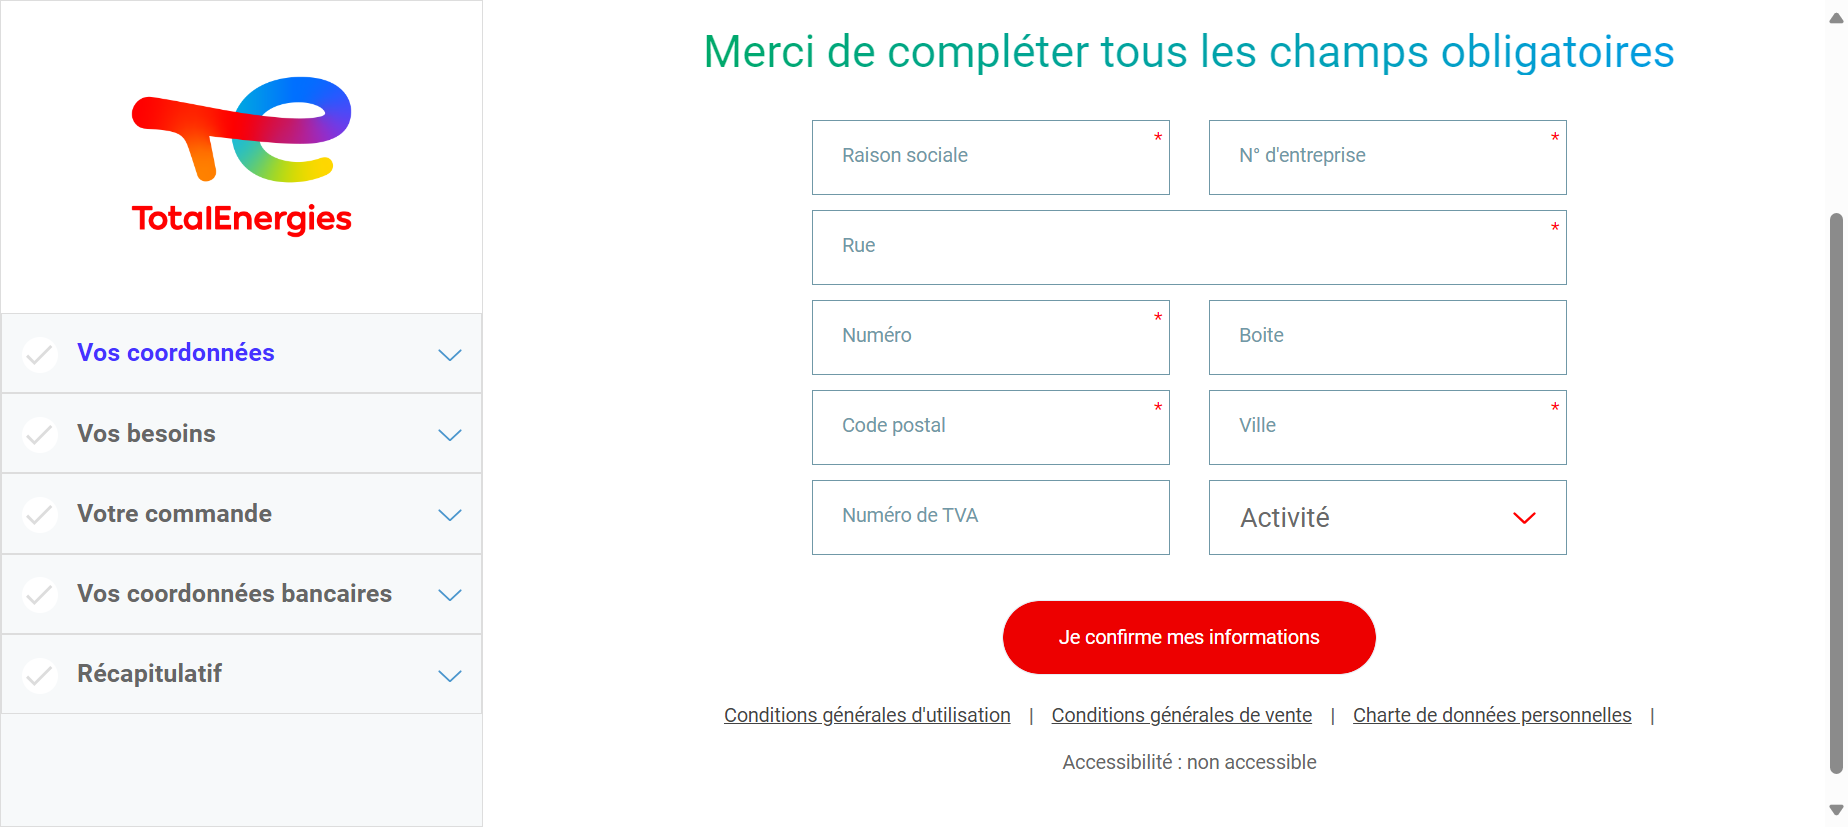 TotalEnergies
Vos coordonnées
Vos besoins
Votre commande
Vos coordonnées bancaires
Récapitulatif
Merci de compléter tous les champs obligatoires
Raison sociale *
N° d'entreprise *
Rue *
Numéro *
Boite
Code postal *
Ville *
Numéro de TVA
Activité
Je confirme mes informations
Conditions générales d'utilisation | Conditions générales de vente | Charte de données personnelles |
Accessibilité : non accessible